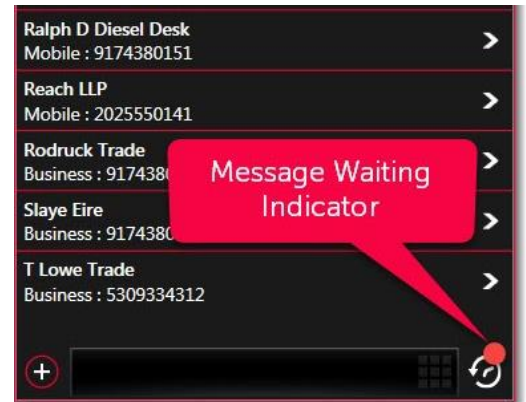 Ralph D Diesel Desk
Mobile : 9174380151
Reach LLP
Mobile : 2025550141
Rodruck Trade
Business : 917438
Slaye Eire
Business : 917438
T Lowe Trade
Business : 5309334312
Message Waiting
Indicator